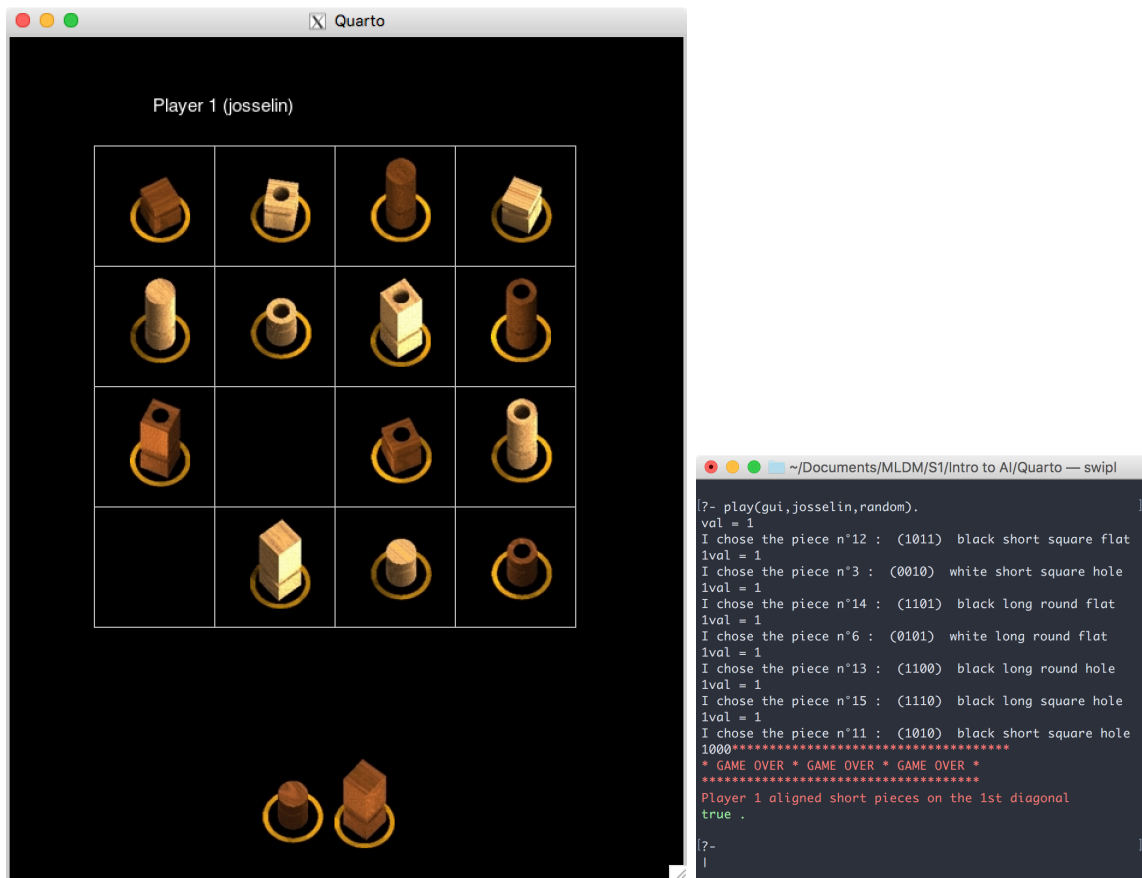 Quarto
Player 1 (josselin)
~/Documents/MLDM/S1/Intro to AI/Quarto — swipl
[?- play(gui,josselin,random). ]
val = 1
I chose the piece n°12 :  (1011)  black short square flat
1val = 1
I chose the piece n°3 :  (0010)  white short square hole
1val = 1
I chose the piece n°14 :  (1101)  black long round flat
1val = 1
I chose the piece n°6 :  (0101)  white long round flat
1val = 1
I chose the piece n°13 :  (1100)  black long round hole
1val = 1
I chose the piece n°15 :  (1110)  black long square hole
1val = 1
I chose the piece n°11 :  (1010)  black short square hole
1000*************************************
* GAME OVER * GAME OVER * GAME OVER *
*************************************
Player 1 aligned short pieces on the 1st diagonal
true .
[?- ]